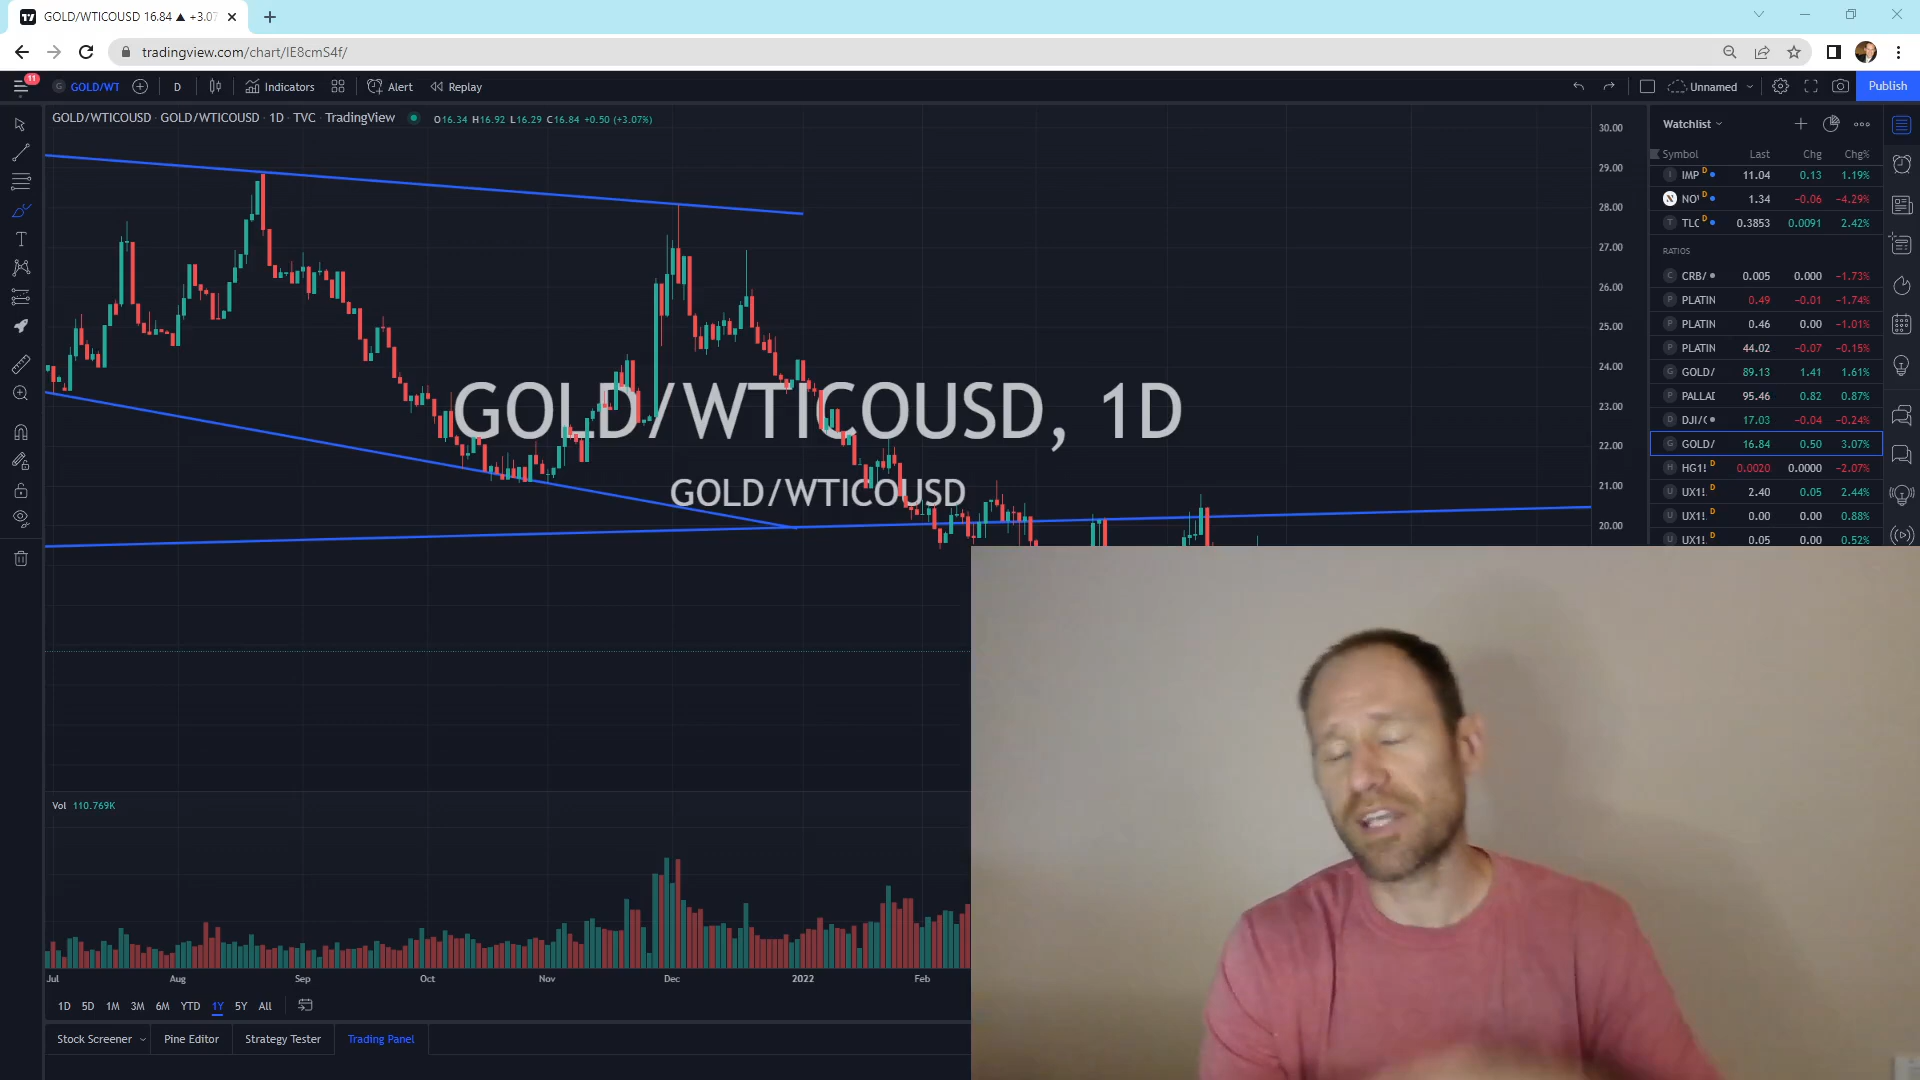 GOLD/WTICOUSD 16.84 ▲ +3.07
tradingview.com/chart/IE8cmS4f/
11
GOLD/WT
D
Indicators
Alert
Replay
Unnamed
Publish
GOLD/WTICOUSD · GOLD/WTICOUSD · 1D · TVC · TradingView
O16.34 H16.92 L16.29 C16.84 +0.50 (+3.07%)
GOLD/WTICOUSD, 1D
GOLD/WTICOUSD
30.00
29.00
28.00
27.00
26.00
25.00
24.00
23.00
22.00
21.00
20.00
Watchlist
Symbol Last Chg Chg%
IMP D 11.04 0.13 1.19%
NO D 1.34 −0.06 −4.29%
TLC D 0.3853 0.0091 2.42%
RATIOS
CRB/ 0.005 0.000 −1.73%
PLATIN 0.49 −0.01 −1.74%
PLATIN 0.46 0.00 −1.01%
PLATIN 44.02 −0.07 −0.15%
GOLD/ 89.13 1.41 1.61%
PALLAD 95.46 0.82 0.87%
DJI/ 17.03 −0.04 −0.24%
GOLD/ 16.84 0.50 3.07%
HG1! D 0.0020 0.0000 −2.07%
UX1! D 2.40 0.05 2.44%
UX1! D 0.00 0.00 0.88%
UX1! D 0.05 0.00 0.52%
Vol 110.769K
Jul Aug Sep Oct Nov Dec 2022 Feb
1D 5D 1M 3M 6M YTD 1Y 5Y All
Stock Screener Pine Editor Strategy Tester Trading Panel